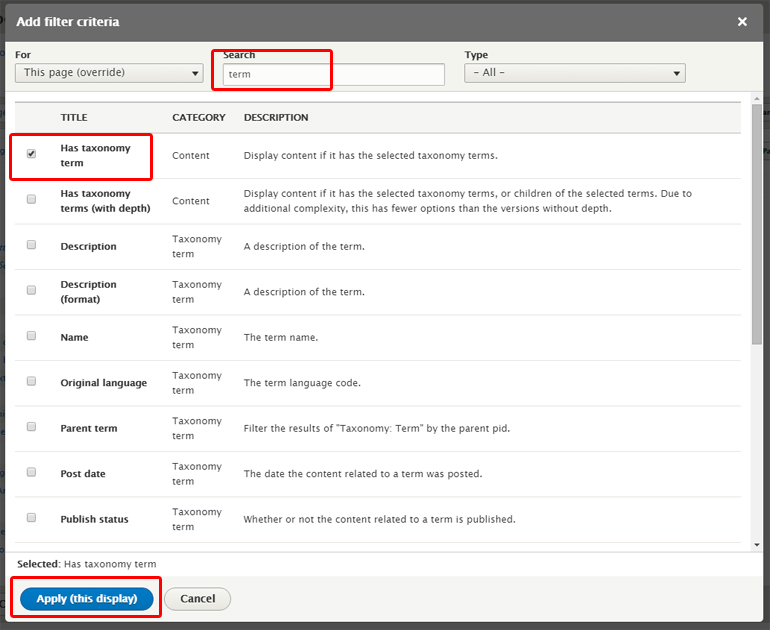 Add filter criteria
For
Search
Type
This page (override)
term
- All -
TITLE CATEGORY DESCRIPTION
Has taxonomy
term
Content
Display content if it has the selected taxonomy terms.
Has taxonomy
terms (with depth)
Content
Display content if it has the selected taxonomy terms, or children of the selected terms. Due to
additional complexity, this has fewer options than the versions without depth.
Description
Taxonomy
term
A description of the term.
Description
(format)
Taxonomy
term
A description of the term.
Name
Taxonomy
term
The term name.
Original language
Taxonomy
term
The term language code.
Parent term
Taxonomy
term
Filter the results of "Taxonomy: Term" by the parent pid.
Post date
Taxonomy
term
The date the content related to a term was posted.
Publish status
Taxonomy
term
Whether or not the content related to a term is published.
Selected: Has taxonomy term
Apply (this display)
Cancel